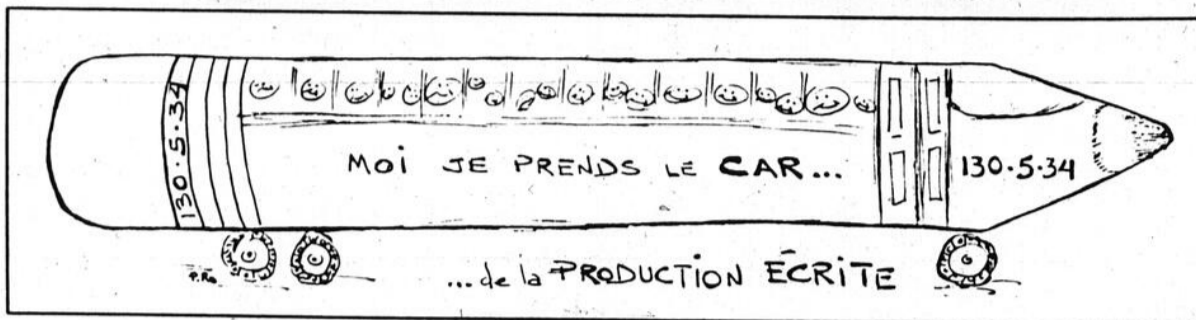 130.5.34
MOI JE PRENDS LE CAR...
130.5.34
...de la PRODUCTION ÉCRITE